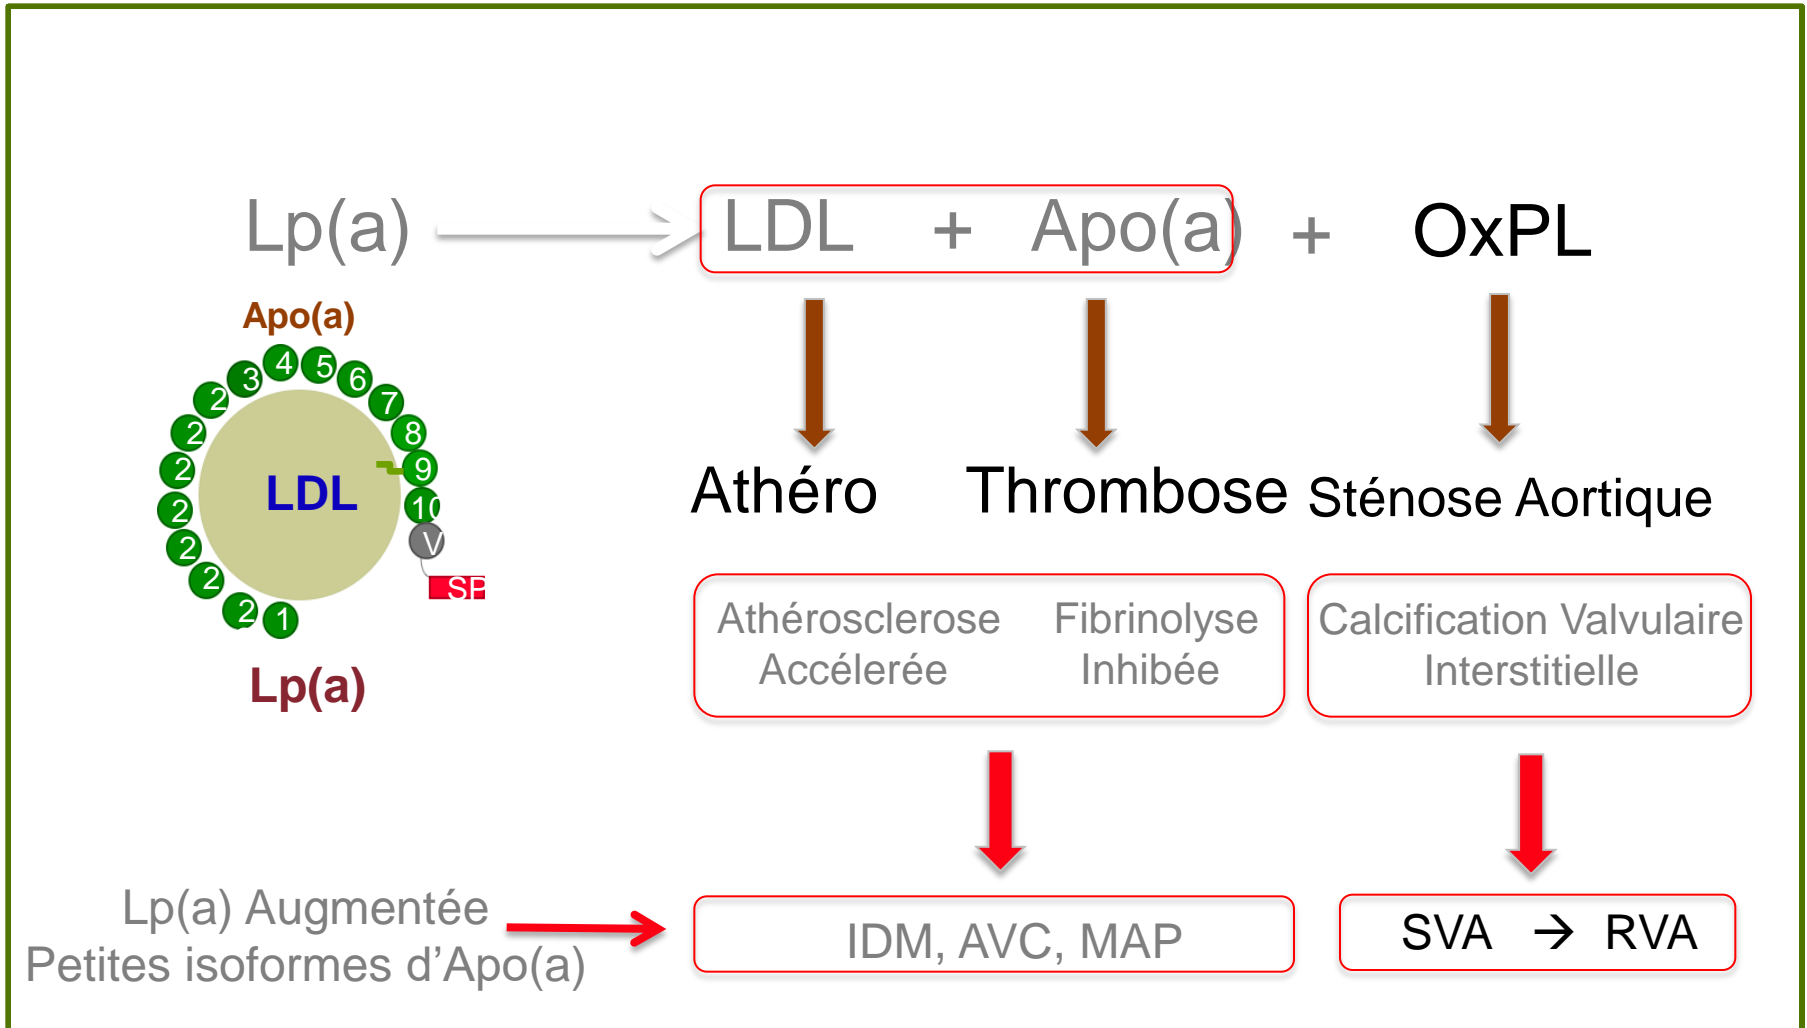 Lp(a) LDL + Apo(a) + OxPL
Apo(a)
4 5
3 6
2 7
2 8
2 9
LDL
2 10
2 V
2 SP
2 1
Lp(a)
Athéro Thrombose Sténose Aortique
Athérosclerose Fibrinolyse Calcification Valvulaire
Accélerée Inhibée Interstitielle
Lp(a) Augmentée
Petites isoformes d’Apo(a)
IDM, AVC, MAP
SVA → RVA